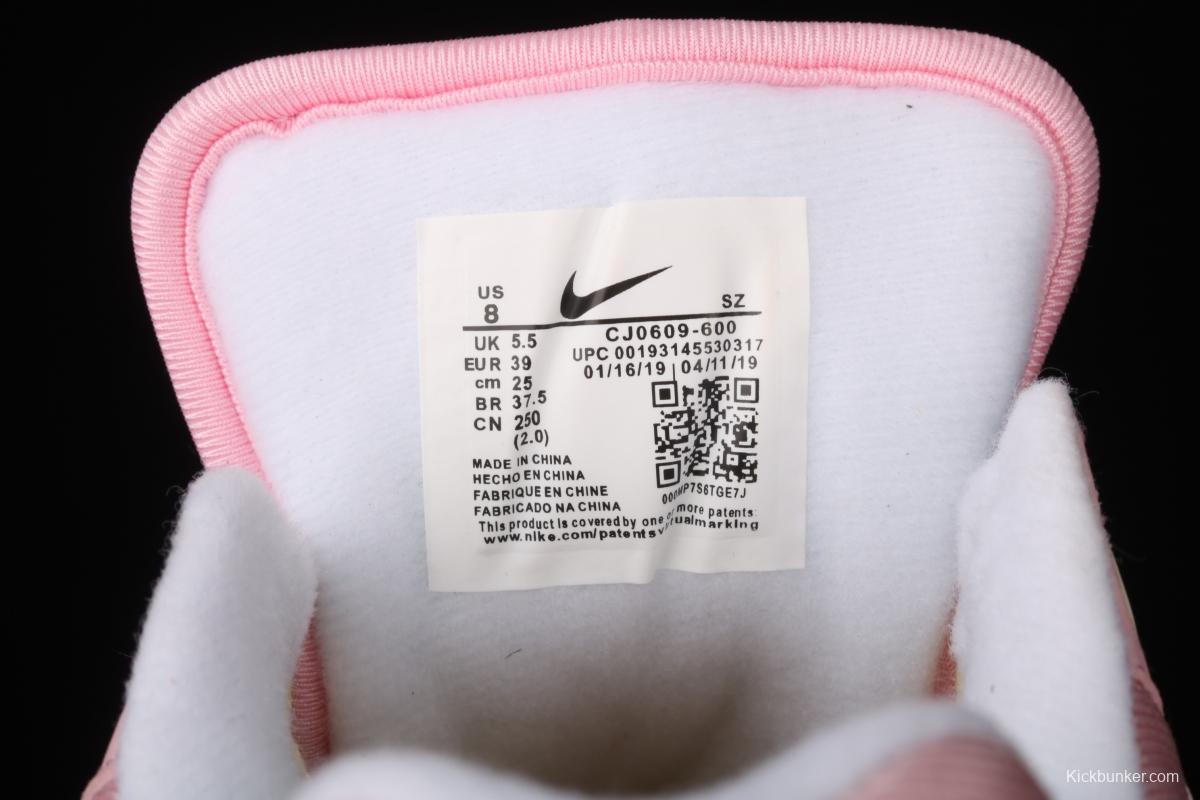 US
8
SZ
UK 5.5
EUR 39
cm 25
BR 37.5
CN 250
(2.0)
CJ0609-600
UPC 00193145530317
01/16/19 04/11/19
MADE IN CHINA
HECHO EN CHINA
FABRIQUE EN CHINE
FABRICADO NA CHINA
This product is covered by one or more patents:
www.nike.com/patentsvirtualmarking
Kickbunker.com